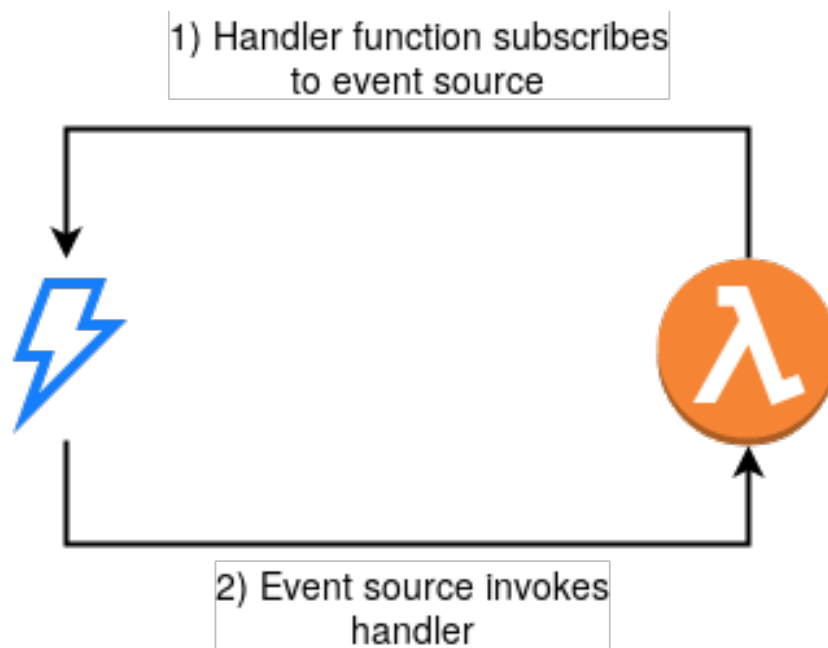 1) Handler function subscribes
to event source
λ
2) Event source invokes
handler